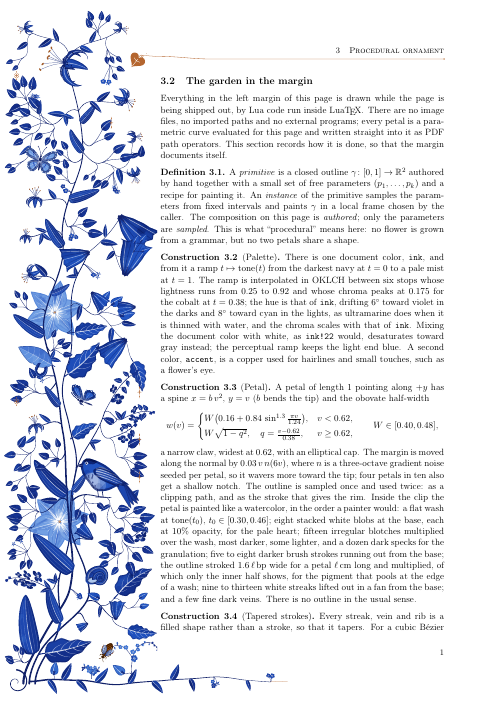 3 Procedural ornament
3.2 The garden in the margin
Everything in the left margin of this page is drawn while the page is
being shipped out, by Lua code run inside LuaTeX. There are no image
files, no imported paths and no external programs; every petal is a para-
metric curve evaluated for this page and written straight into it as PDF
path operators. This section records how it is done, so that the margin
documents itself.
Definition 3.1. A primitive is a closed outline γ: [0, 1] → ℝ² authored
by hand together with a small set of free parameters (p₁, . . . , pₖ) and a
recipe for painting it. An instance of the primitive samples the param-
eters from fixed intervals and paints γ in a local frame chosen by the
caller. The composition on this page is authored; only the parameters
are sampled. This is what “procedural” means here: no flower is grown
from a grammar, but no two petals share a shape.
Construction 3.2 (Palette). There is one document color, ink, and
from it a ramp t ↦ tone(t) from the darkest navy at t = 0 to a pale mist
at t = 1. The ramp is interpolated in OKLCH between six stops whose
lightness runs from 0.25 to 0.92 and whose chroma peaks at 0.175 for
the cobalt at t = 0.38; the hue is that of ink, drifting 6° toward violet in
the darks and 8° toward cyan in the lights, as ultramarine does when it
is thinned with water, and the chroma scales with that of ink. Mixing
the document color with white, as ink!22 would, desaturates toward
gray instead; the perceptual ramp keeps the light end blue. A second
color, accent, is a copper used for hairlines and small touches, such as
a flower's eye.
Construction 3.3 (Petal). A petal of length 1 pointing along +y has
a spine x = b v², y = v (b bends the tip) and the obovate half-width
w(v) = { W(0.16 + 0.84 sin^1.3 πv/1.24), v < 0.62,
W√(1 − q²), q = (v−0.62)/0.38, v ≥ 0.62, W ∈ [0.40, 0.48],
a narrow claw, widest at 0.62, with an elliptical cap. The margin is moved
along the normal by 0.03 v n(6v), where n is a three-octave gradient noise
seeded per petal, so it wavers more toward the tip; four petals in ten also
get a shallow notch. The outline is sampled once and used twice: as a
clipping path, and as the stroke that gives the rim. Inside the clip the
petal is painted like a watercolor, in the order a painter would: a flat wash
at tone(t₀), t₀ ∈ [0.30, 0.46]; eight stacked white blobs at the base, each
at 10% opacity, for the pale heart; fifteen irregular blotches multiplied
over the wash, most darker, some lighter, and a dozen dark specks for the
granulation; five to eight darker brush strokes running out from the base;
the outline stroked 1.6 ℓ bp wide for a petal ℓ cm long and multiplied, of
which only the inner half shows, for the pigment that pools at the edge
of a wash; nine to thirteen white streaks lifted out in a fan from the base;
and a few fine dark veins. There is no outline in the usual sense.
Construction 3.4 (Tapered strokes). Every streak, vein and rib is a
filled shape rather than a stroke, so that it tapers. For a cubic Bézier
1